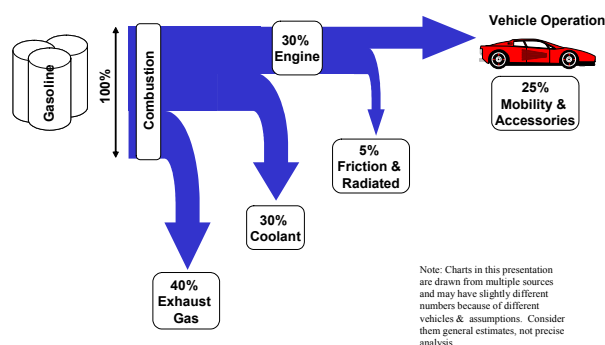 Gasoline
100%
Combustion
30%
Engine
Vehicle Operation
25%
Mobility &
Accessories
5%
Friction &
Radiated
30%
Coolant
40%
Exhaust
Gas
Note: Charts in this presentation
are drawn from multiple sources
and may have slightly different
numbers because of different
vehicles & assumptions. Consider
them general estimates, not precise
analysis